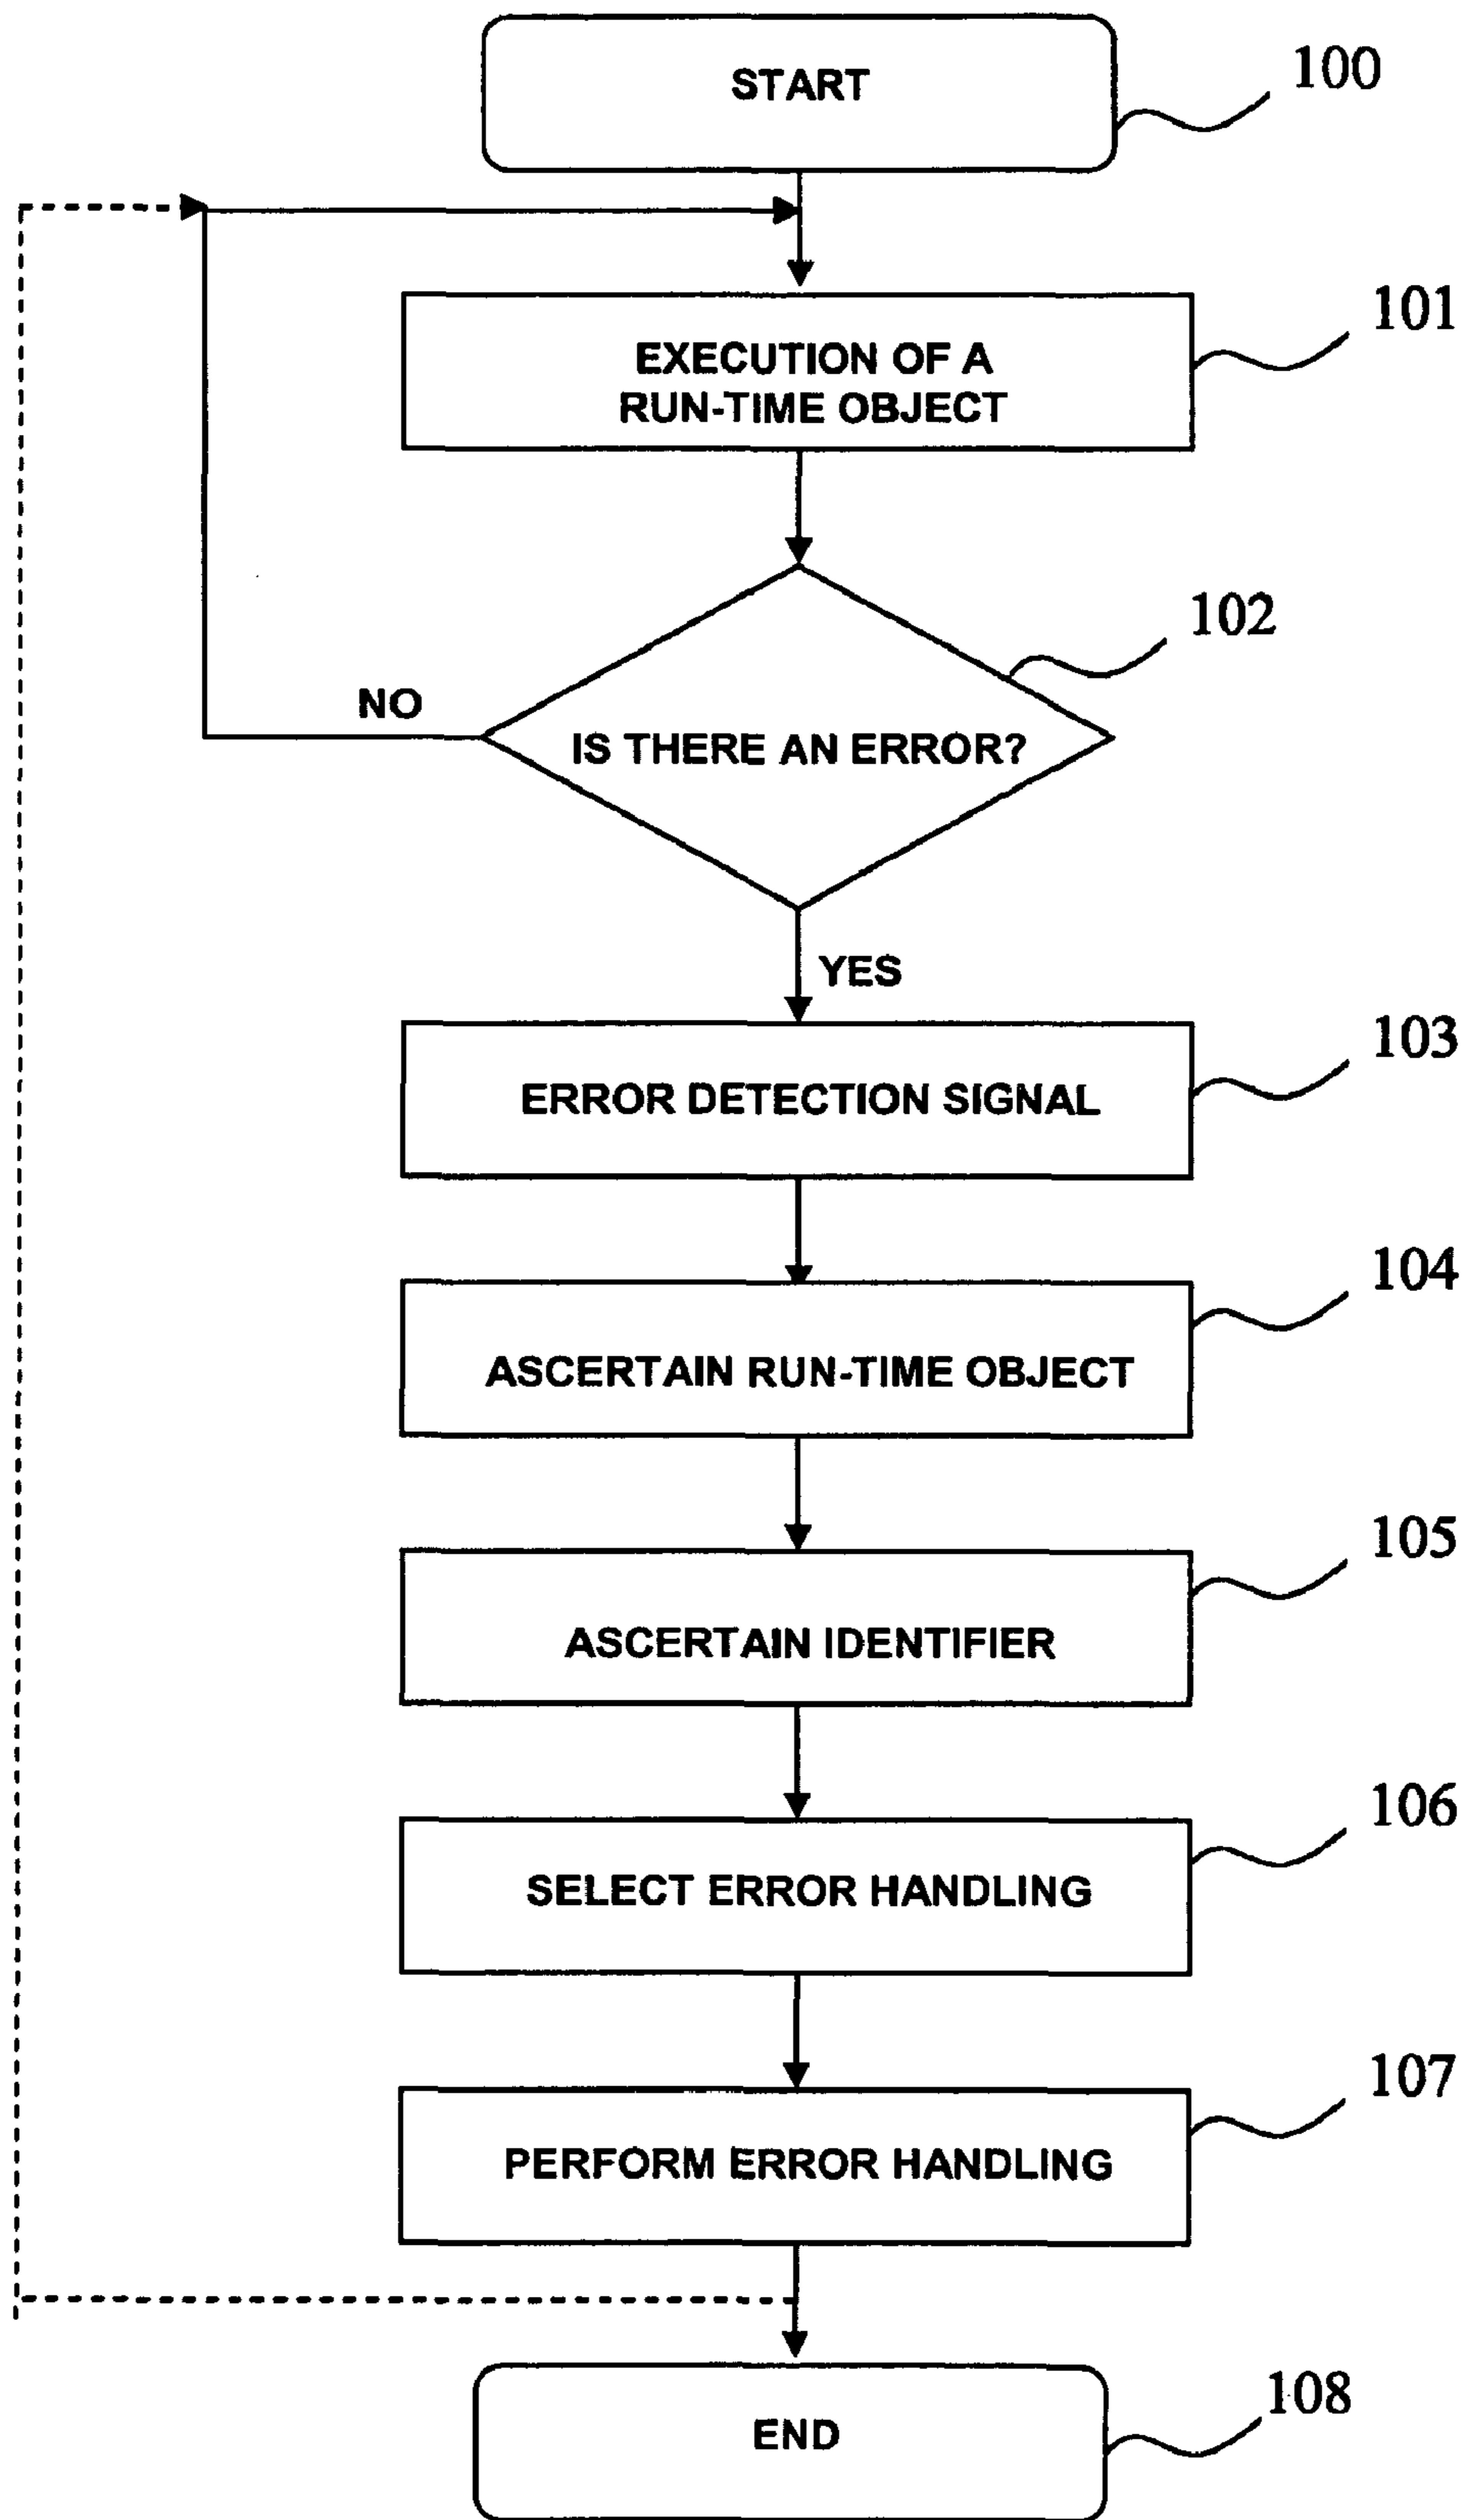 START
100
101
EXECUTION OF A
RUN-TIME OBJECT
102
NO
IS THERE AN ERROR?
YES
103
ERROR DETECTION SIGNAL
104
ASCERTAIN RUN-TIME OBJECT
105
ASCERTAIN IDENTIFIER
106
SELECT ERROR HANDLING
107
PERFORM ERROR HANDLING
108
END